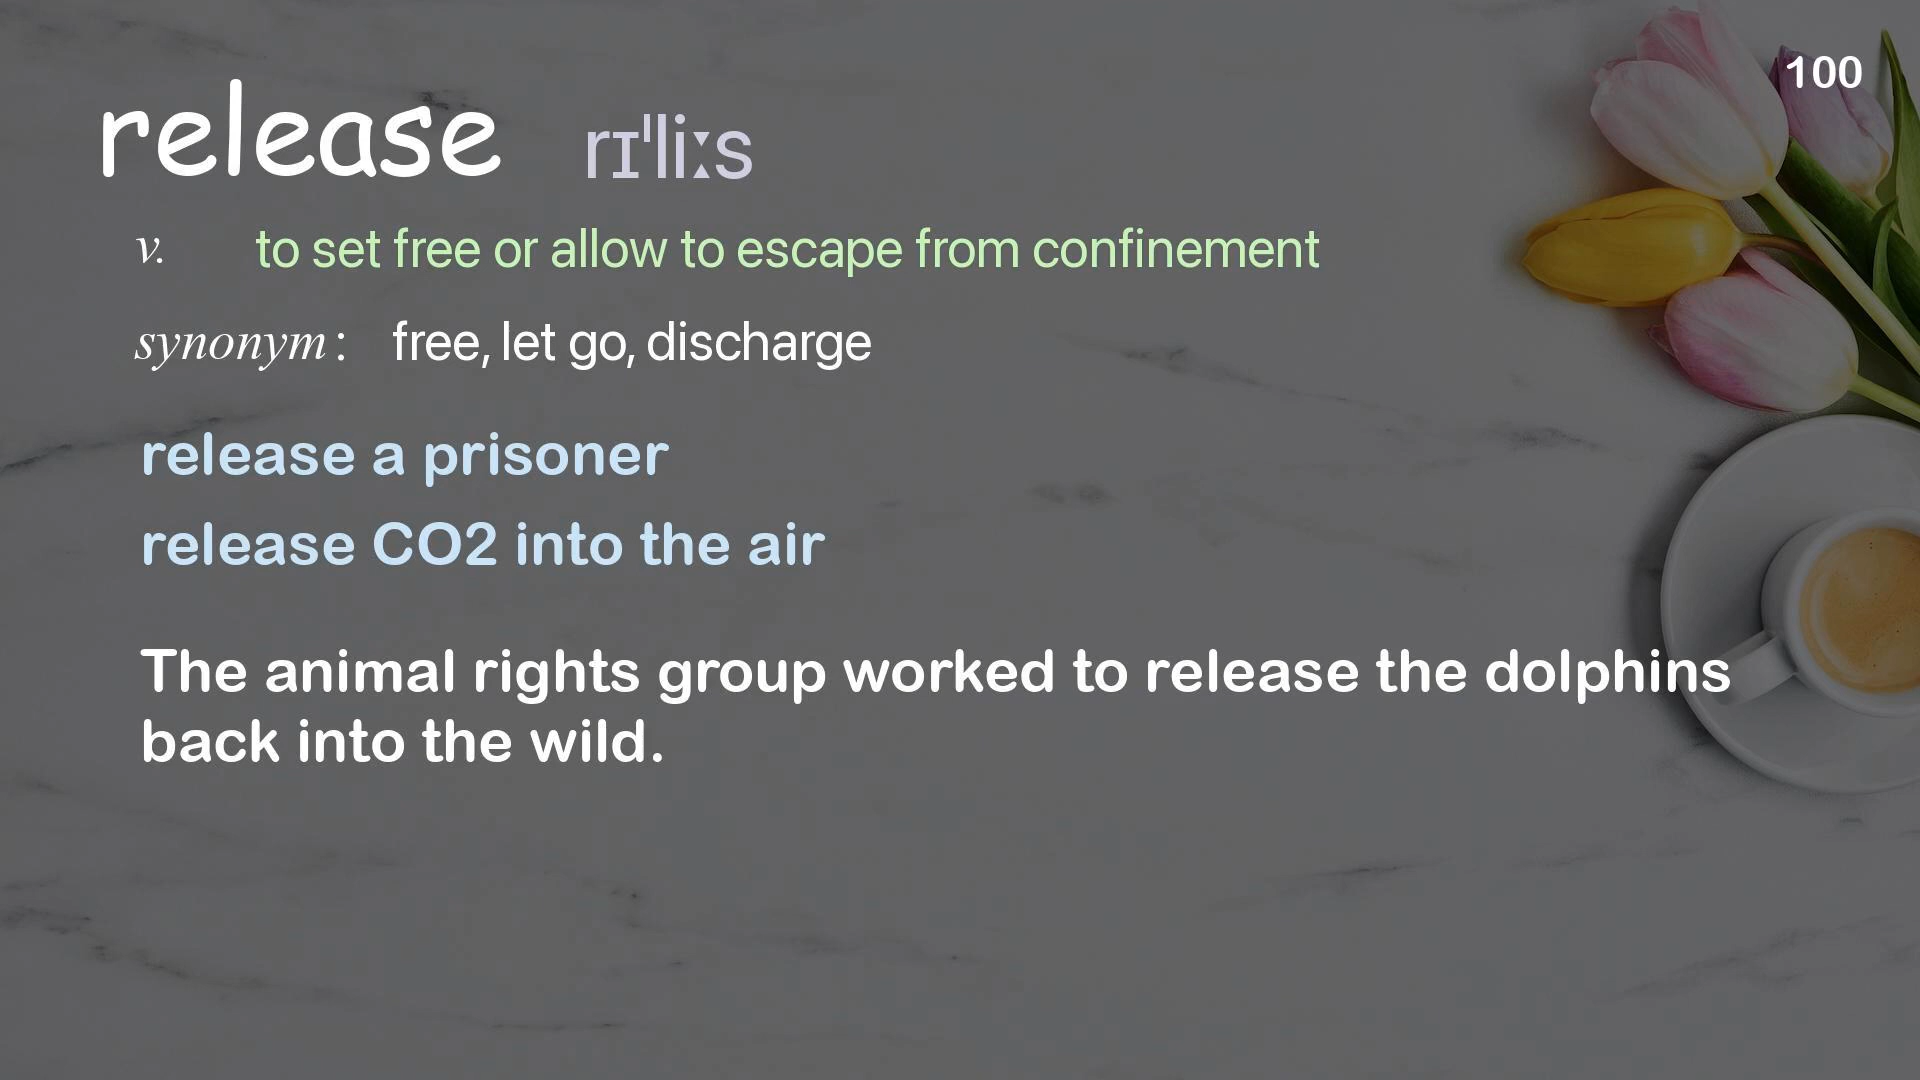 100
release rɪˈliːs
v. to set free or allow to escape from confinement
synonym : free, let go, discharge
release a prisoner
release CO2 into the air
The animal rights group worked to release the dolphins
back into the wild.